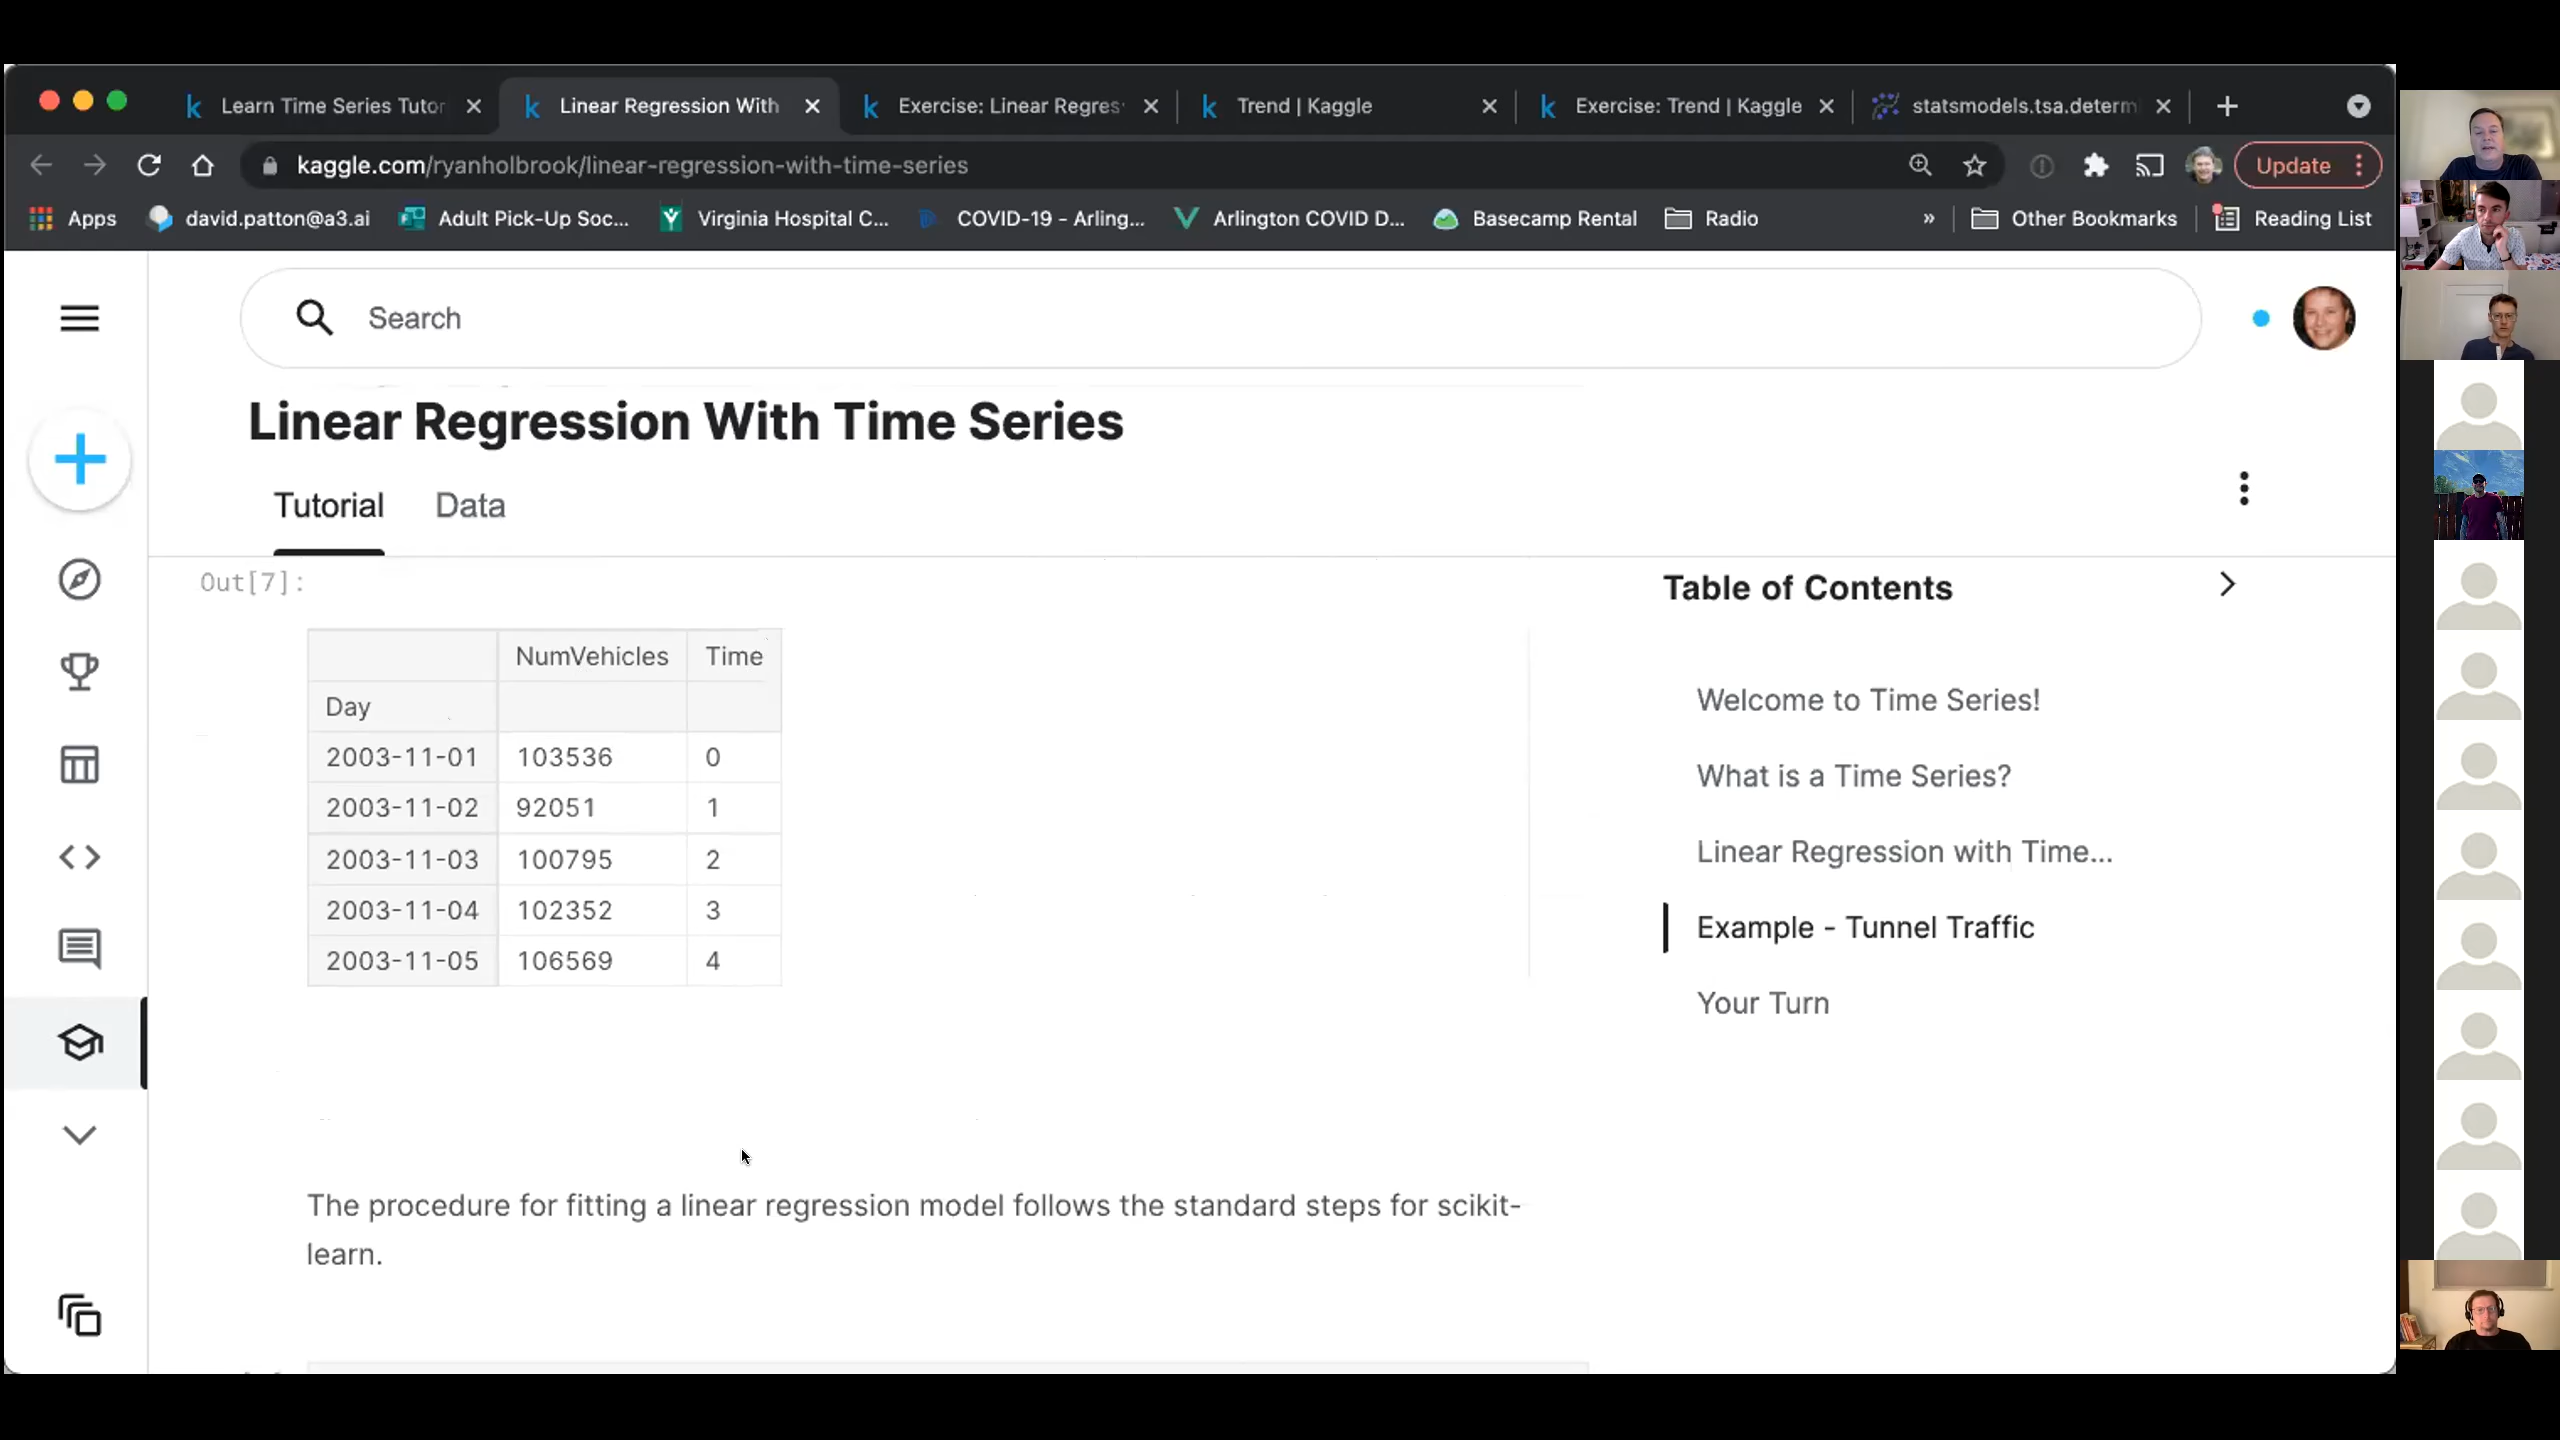 Learn Time Series Tutor
Linear Regression With
Exercise: Linear Regres
Trend | Kaggle
Exercise: Trend | Kaggle
statsmodels.tsa.determ
kaggle.com/ryanholbrook/linear-regression-with-time-series
Update
Apps
david.patton@a3.ai
Adult Pick-Up Soc...
Virginia Hospital C...
COVID-19 - Arling...
Arlington COVID D...
Basecamp Rental
Radio
»
Other Bookmarks
Reading List
Search
Linear Regression With Time Series
Tutorial Data
Out[7]:
NumVehicles Time
Day
2003-11-01 103536 0
2003-11-02 92051 1
2003-11-03 100795 2
2003-11-04 102352 3
2003-11-05 106569 4
The procedure for fitting a linear regression model follows the standard steps for scikit-
learn.
Table of Contents
Welcome to Time Series!
What is a Time Series?
Linear Regression with Time...
Example - Tunnel Traffic
Your Turn